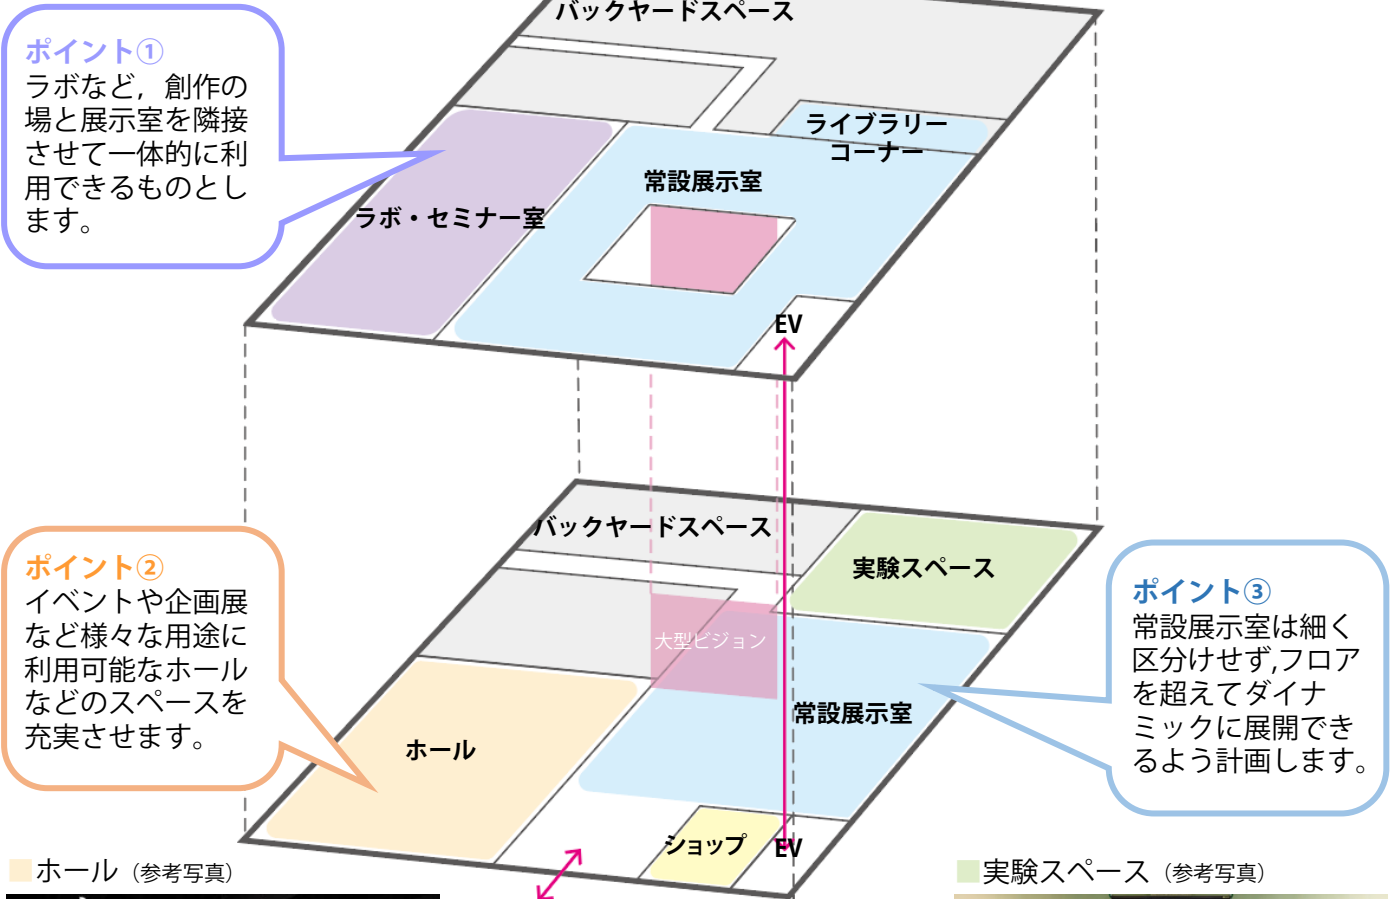 バックヤードスペース
ポイント①
ラボなど，創作の
場と展示室を隣接
させて一体的に利
用できるものとし
ます。
ライブラリー
コーナー
常設展示室
ラボ・セミナー室
EV
バックヤードスペース
実験スペース
ポイント②
イベントや企画展
など様々な用途に
利用可能なホール
などのスペースを
充実させます。
大型ビジョン
常設展示室
ホール
ポイント③
常設展示室は細く
区分けせず,フロア
を超えてダイナ
ミックに展開でき
るよう計画します。
ショップ
EV
ホール（参考写真）
実験スペース（参考写真）